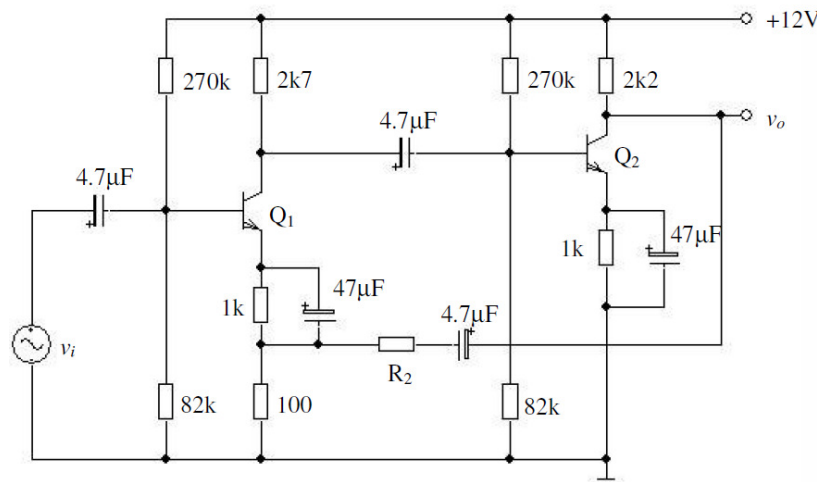 +12V
270k
2k7
270k
2k2
4.7μF
vo
Q2
4.7μF
Q1
1k
47μF
1k
47μF
4.7μF
vi
R2
82k
100
82k
+
+
+
+
+
+